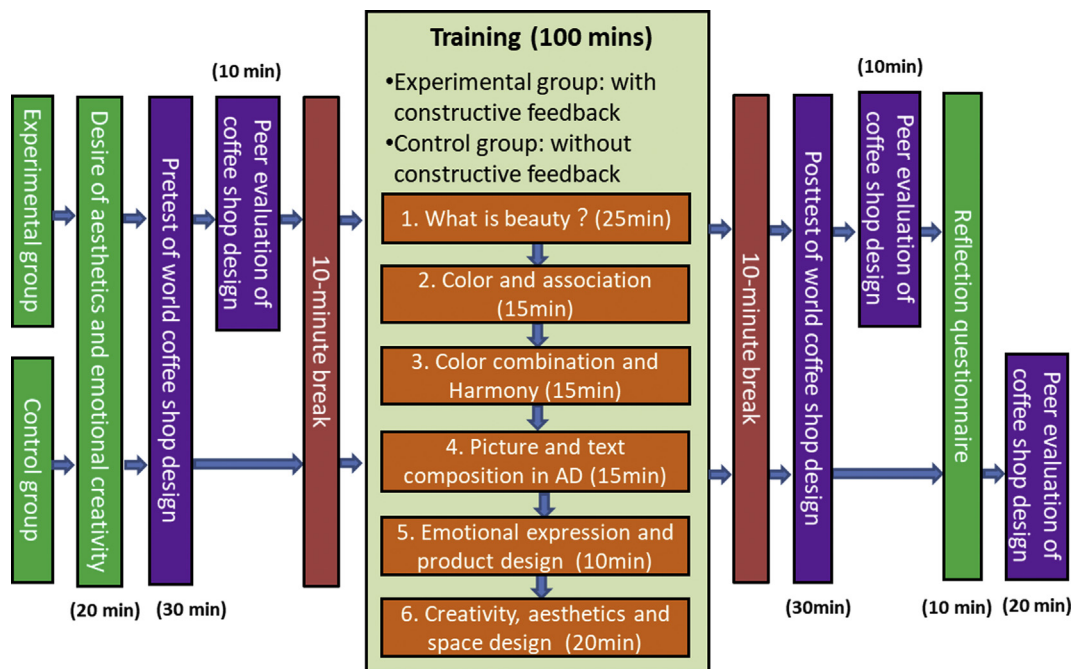 Experimental group
Control group
Desire of aesthetics and emotional creativity
(20 min)
Pretest of world coffee shop design
(30 min)
(10 min)
Peer evaluation of
coffee shop design
10-minute break
Training (100 mins)
•Experimental group: with
constructive feedback
•Control group: without
constructive feedback
1. What is beauty？(25min)
2. Color and association
(15min)
3. Color combination and
Harmony (15min)
4. Picture and text
composition in AD (15min)
5. Emotional expression and
product design (10min)
6. Creativity, aesthetics and
space design (20min)
10-minute break
Posttest of world coffee shop design
(30min)
(10min)
Peer evaluation of
coffee shop design
Reflection questionnaire
(10 min)
Peer evaluation of
coffee shop design
(20 min)